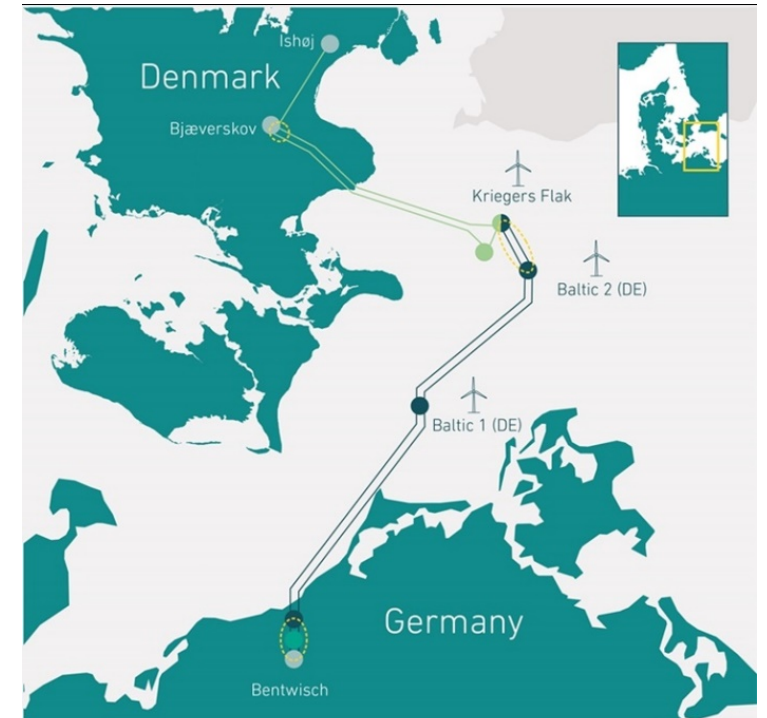 Ishøj
Denmark
Bjæverskov
Kriegers Flak
Baltic 2 (DE)
Baltic 1 (DE)
Germany
Bentwisch